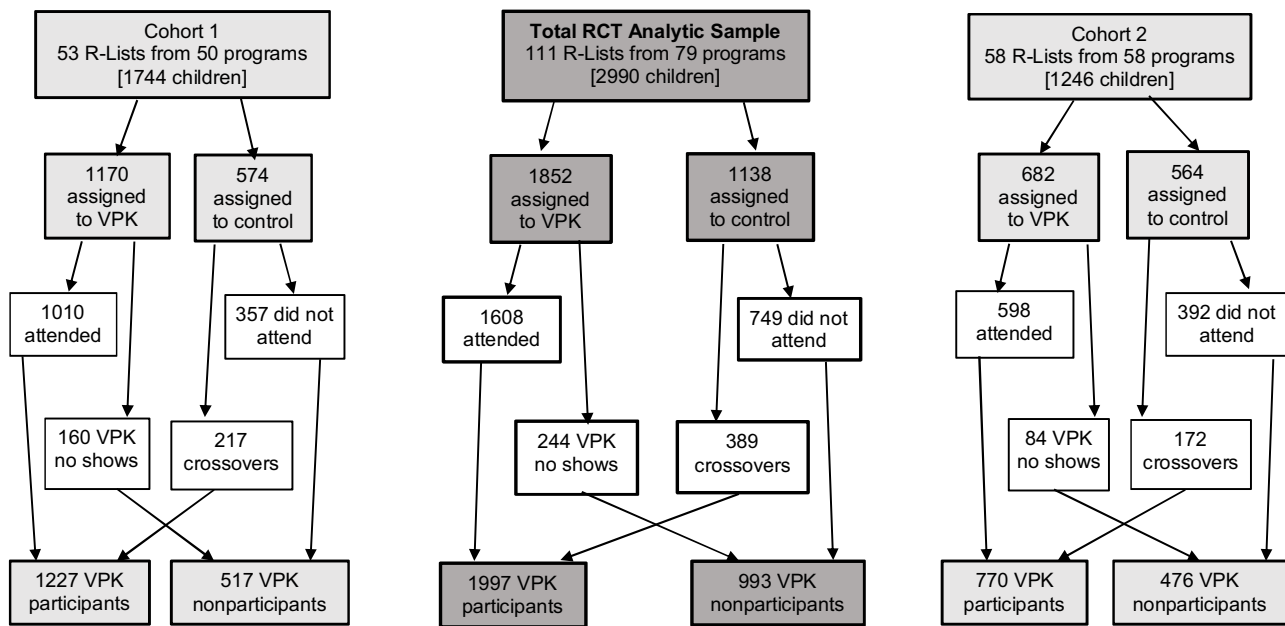 Cohort 1
53 R-Lists from 50 programs
[1744 children]
1170
assigned
to VPK
574
assigned
to control
1010
attended
357 did not
attend
160 VPK
no shows
217
crossovers
1227 VPK
participants
517 VPK
nonparticipants
Total RCT Analytic Sample
111 R-Lists from 79 programs
[2990 children]
1852
assigned
to VPK
1138
assigned
to control
1608
attended
749 did not
attend
244 VPK
no shows
389
crossovers
1997 VPK
participants
993 VPK
nonparticipants
Cohort 2
58 R-Lists from 58 programs
[1246 children]
682
assigned
to VPK
564
assigned
to control
598
attended
392 did not
attend
84 VPK
no shows
172
crossovers
770 VPK
participants
476 VPK
nonparticipants